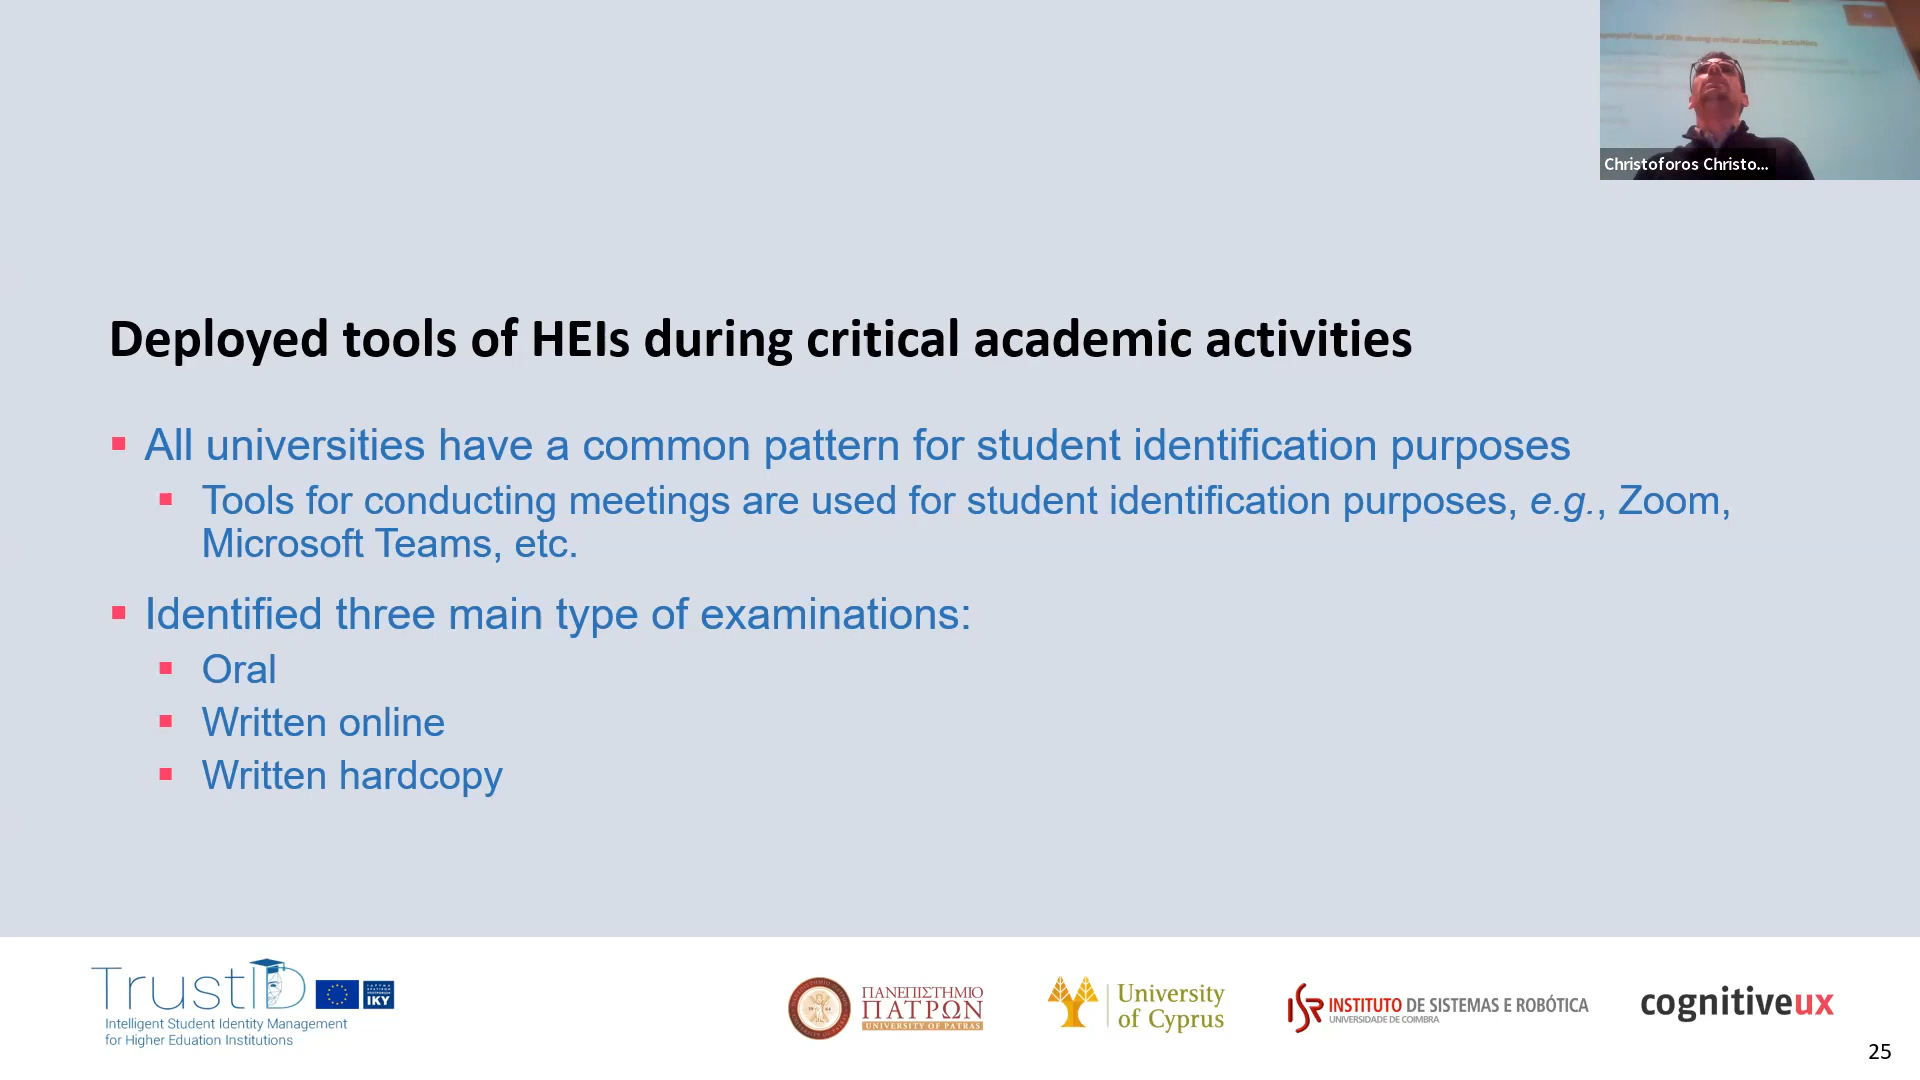 Christoforos Christo...
Deployed tools of HEIs during critical academic activities
All universities have a common pattern for student identification purposes
Tools for conducting meetings are used for student identification purposes, e.g., Zoom,
Microsoft Teams, etc.
Identified three main type of examinations:
Oral
Written online
Written hardcopy
TrustID
IKY
Intelligent Student Identity Management
for Higher Eduation Institutions
ΠΑΝΕΠΙΣΤΗΜΙΟ
ΠΑΤΡΩΝ
UNIVERSITY OF PATRAS
University
of Cyprus
ISR INSTITUTO DE SISTEMAS E ROBÓTICA
UNIVERSIDADE DE COIMBRA
cognitiveux
25